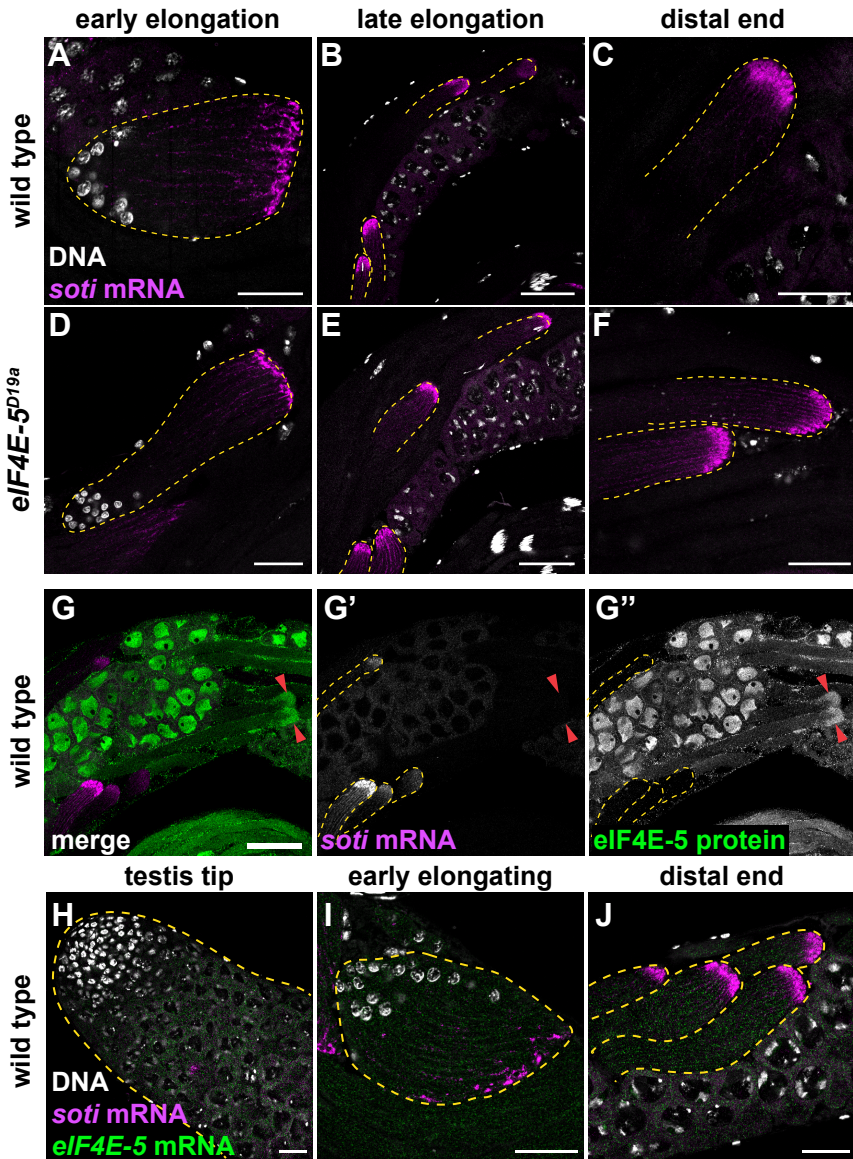 early elongation
late elongation
distal end
wild type
A
B
C
DNA
soti mRNA
eIF4E-5D19a
D
E
F
wild type
G
G'
G''
merge
soti mRNA
eIF4E-5 protein
testis tip
early elongating
distal end
wild type
H
I
J
DNA
soti mRNA
eIF4E-5 mRNA